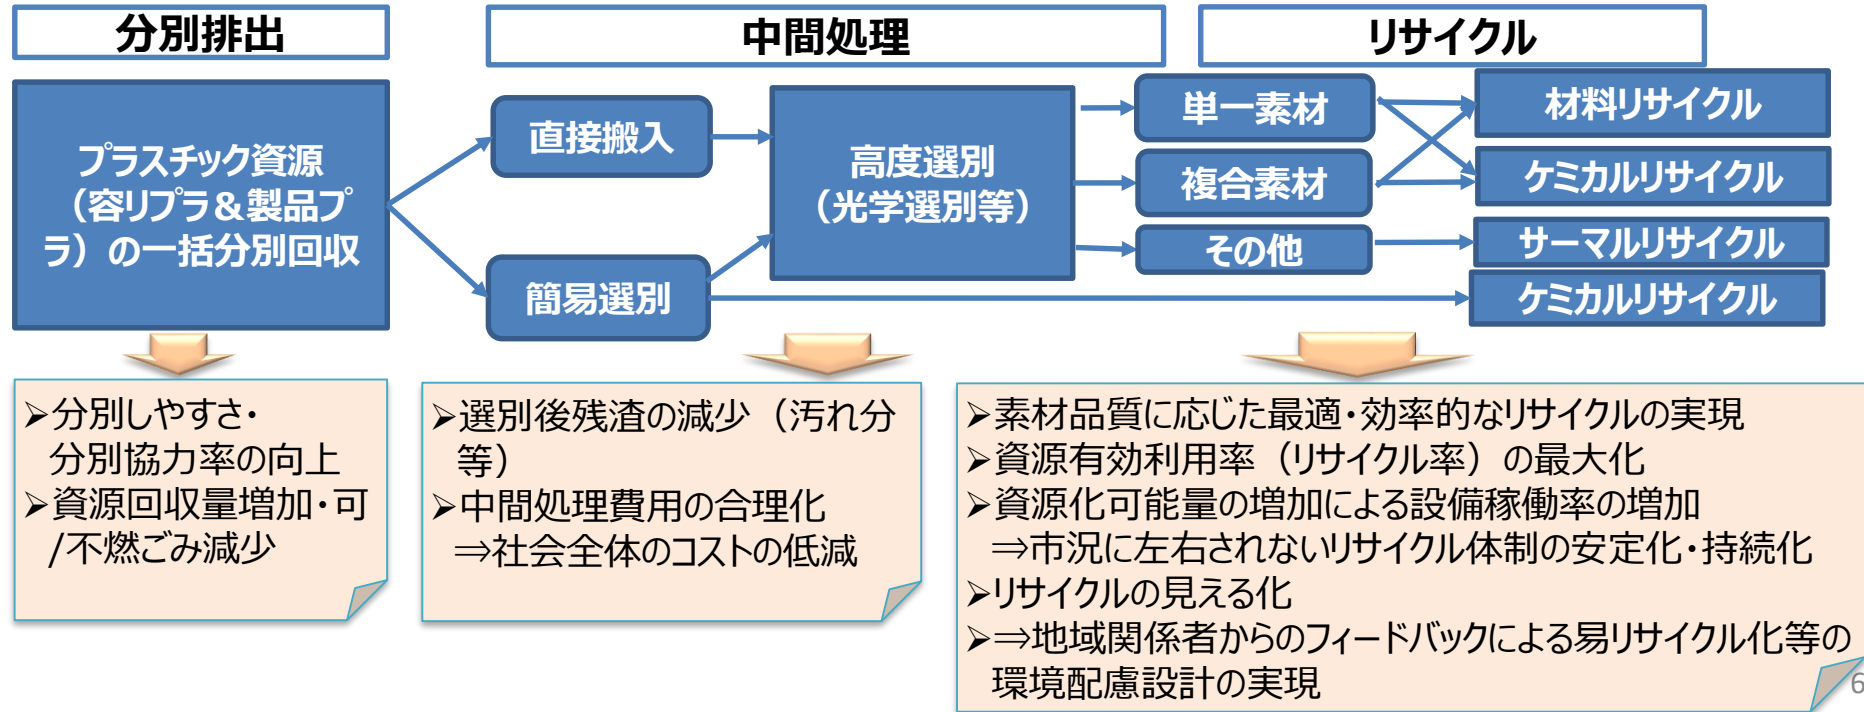 分別排出
中間処理
リサイクル
プラスチック資源
（容リプラ＆製品プ
ラ）の一括分別回収
直接搬入
簡易選別
高度選別
（光学選別等）
単一素材
複合素材
その他
材料リサイクル
ケミカルリサイクル
サーマルリサイクル
ケミカルリサイクル
➢分別しやすさ・
分別協力率の向上
➢資源回収量増加・可
/不燃ごみ減少
➢選別後残渣の減少（汚れ分
等）
➢中間処理費用の合理化
⇒社会全体のコストの低減
➢素材品質に応じた最適・効率的なリサイクルの実現
➢資源有効利用率（リサイクル率）の最大化
➢資源化可能量の増加による設備稼働率の増加
⇒市況に左右されないリサイクル体制の安定化・持続化
➢リサイクルの見える化
➢⇒地域関係者からのフィードバックによる易リサイクル化等の
環境配慮設計の実現
6